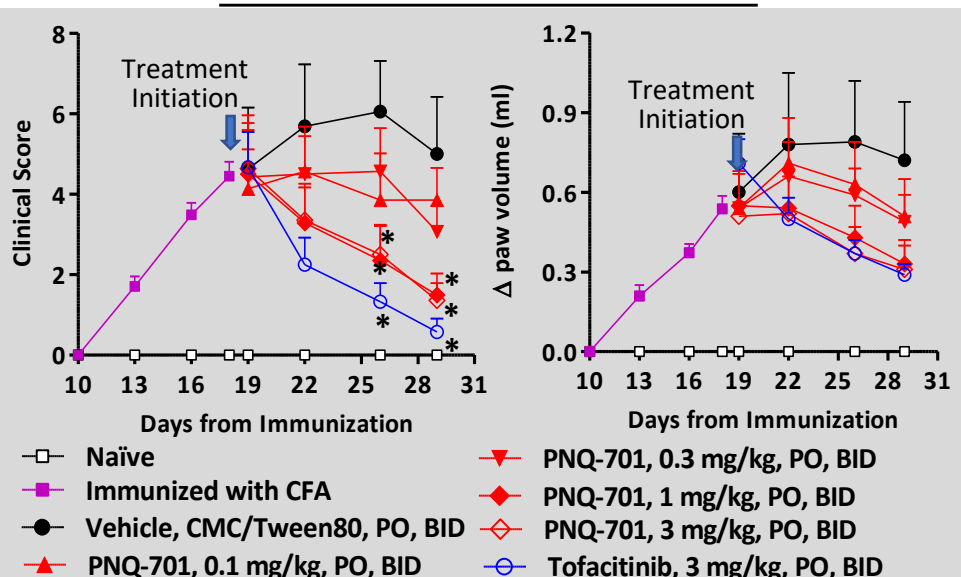 Treatment
Initiation
Clinical Score
8
6
4
2
0
*
*
*
*
*
*
10 13 16 19 22 25 28 31
Days from Immunization
Treatment
Initiation
Δ paw volume (ml)
1.2
0.9
0.6
0.3
0.0
10 13 16 19 22 25 28 31
Days from Immunization
Naïve
Immunized with CFA
Vehicle, CMC/Tween80, PO, BID
PNQ-701, 0.1 mg/kg, PO, BID
PNQ-701, 0.3 mg/kg, PO, BID
PNQ-701, 1 mg/kg, PO, BID
PNQ-701, 3 mg/kg, PO, BID
Tofacitinib, 3 mg/kg, PO, BID